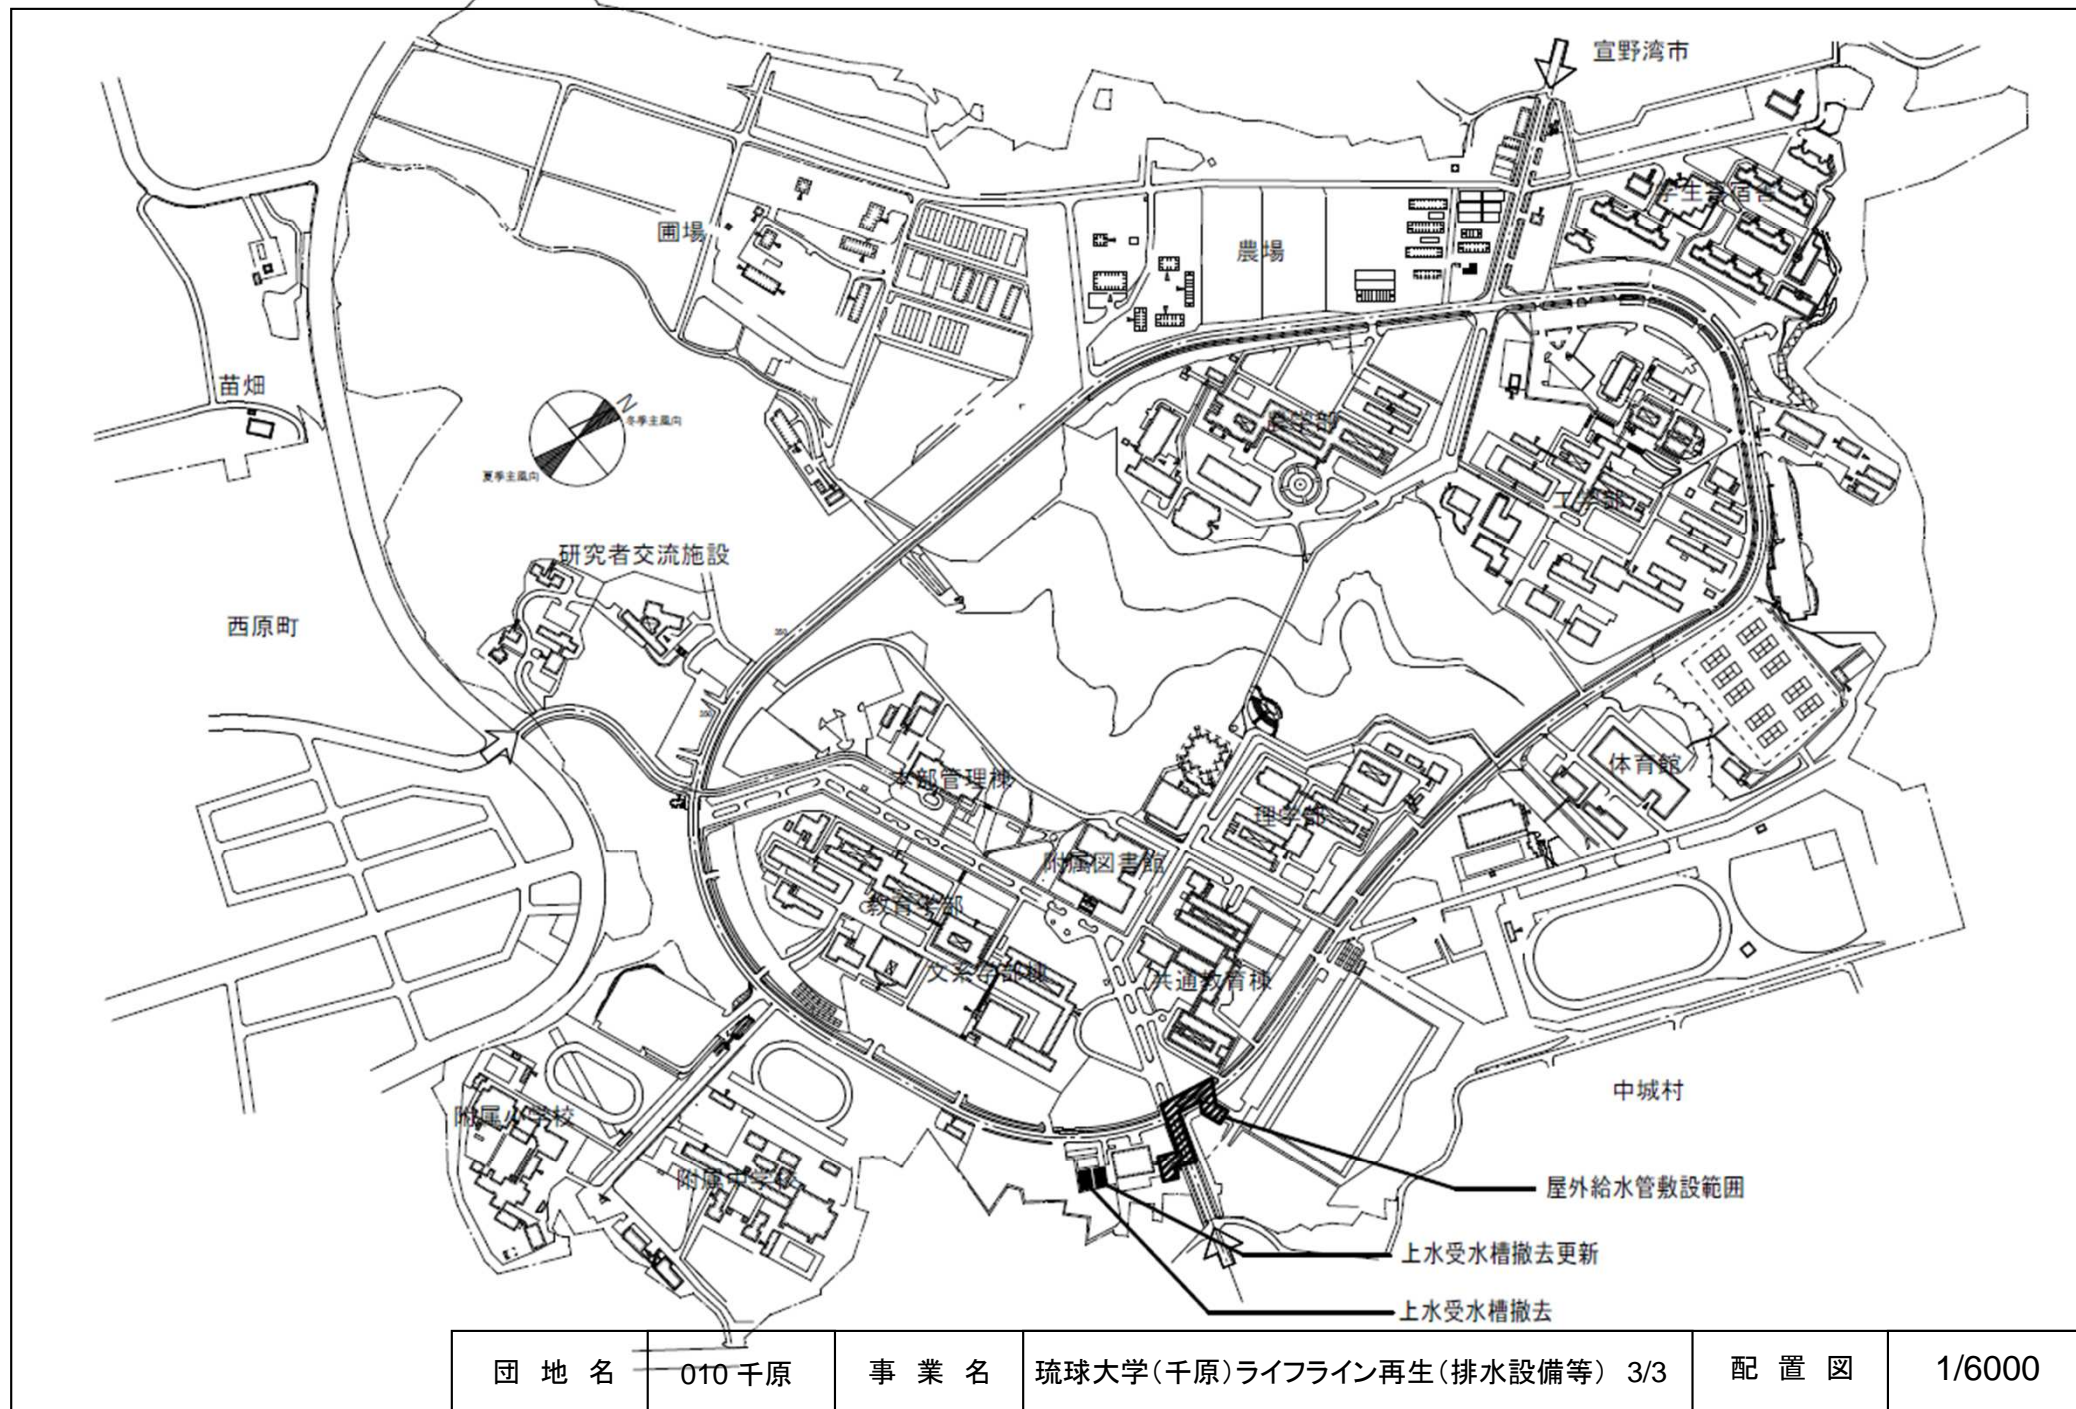 宣野湾市
学生寄宿舎
圃場
農場
苗畑
N
冬季主風向
夏季主風向
農学部
工学部
研究者交流施設
西原町
350
350
体育館
本部管理棟
理学部
附属図書館
教育学部
文系学部棟
共通教育棟
中城村
附属小学校
附属中学校
屋外給水管敷設範囲
上水受水槽撤去更新
上水受水槽撤去
団地名 010 千原 事業名 琉球大学(千原)ライフライン再生(排水設備等) 3/3 配置図 1/6000